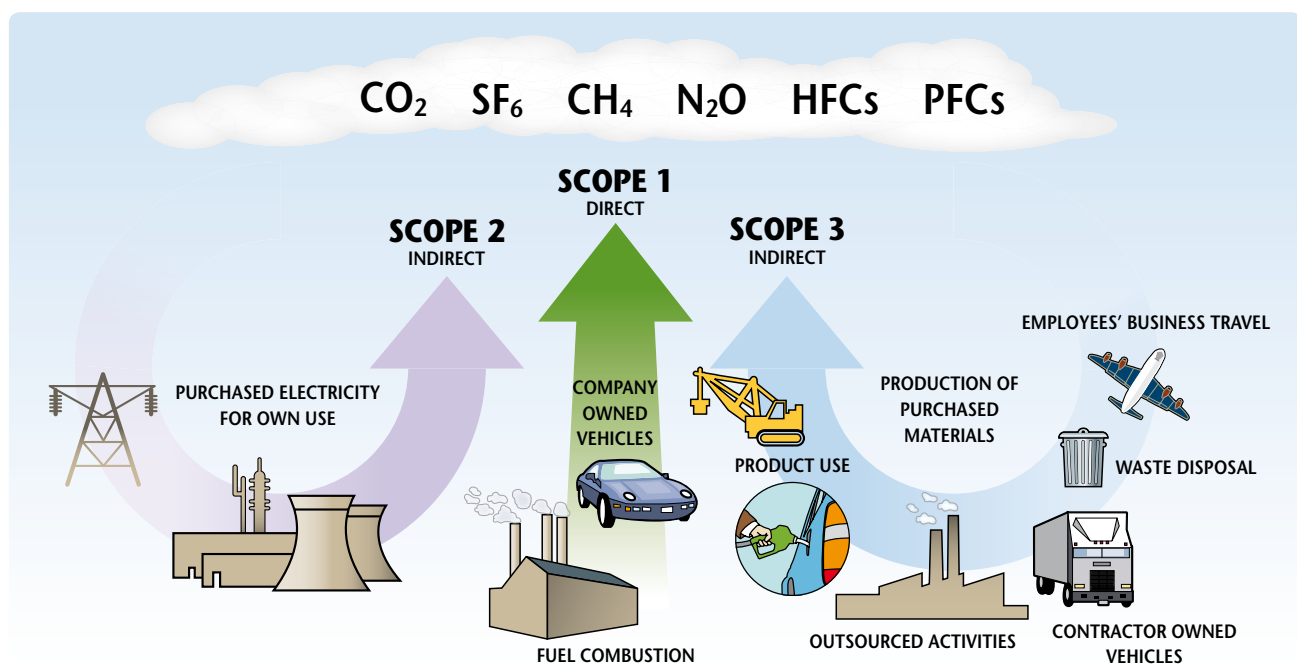 CO₂ SF₆ CH₄ N₂O HFCs PFCs
SCOPE 1
DIRECT
SCOPE 2
INDIRECT
SCOPE 3
INDIRECT
EMPLOYEES’ BUSINESS TRAVEL
PURCHASED ELECTRICITY
FOR OWN USE
COMPANY
OWNED
VEHICLES
PRODUCTION OF
PURCHASED
MATERIALS
PRODUCT USE
WASTE DISPOSAL
FUEL COMBUSTION
OUTSOURCED ACTIVITIES
CONTRACTOR OWNED
VEHICLES